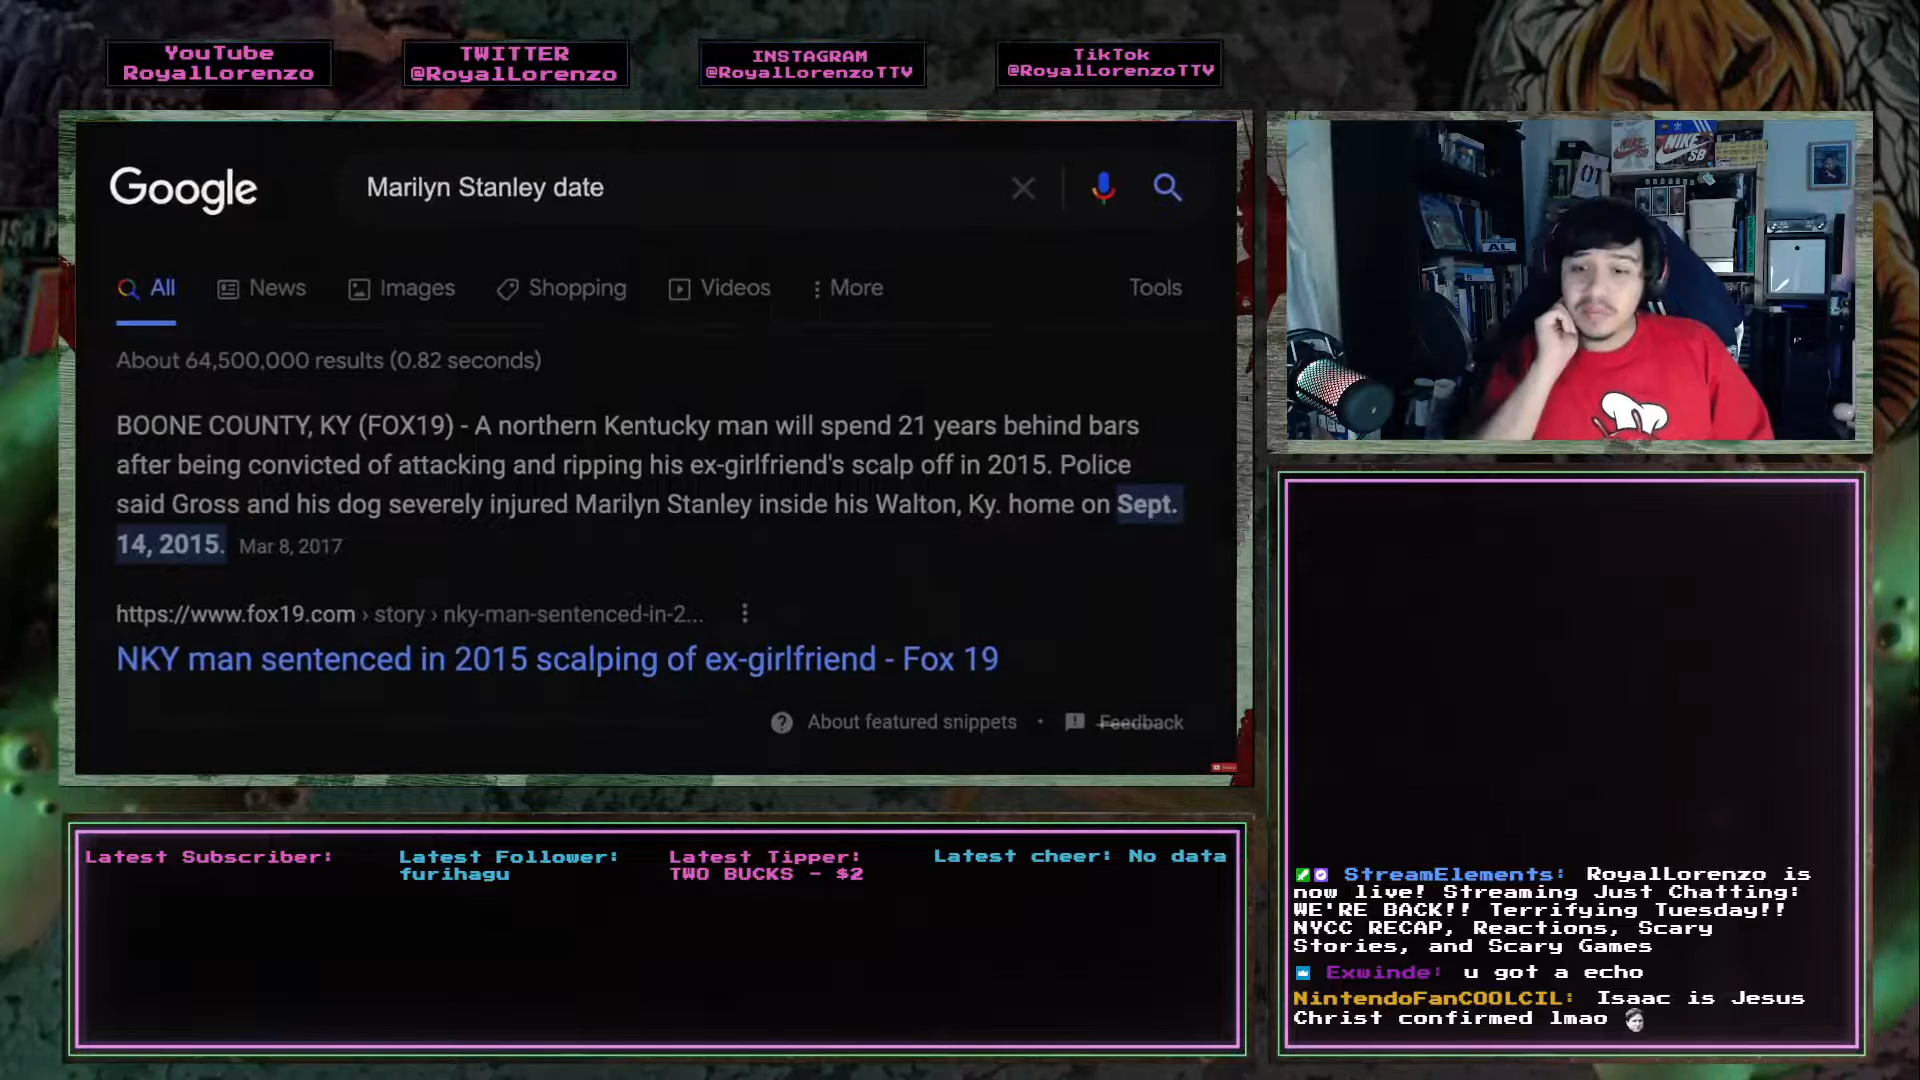 YouTube
RoyalLorenzo
TWITTER
@RoyalLorenzo
INSTAGRAM
@RoyalLorenzoTTV
TikTok
@RoyalLorenzoTTV
Google
Marilyn Stanley date
All
News
Images
Shopping
Videos
More
Tools
About 64,500,000 results (0.82 seconds)
BOONE COUNTY, KY (FOX19) - A northern Kentucky man will spend 21 years behind bars
after being convicted of attacking and ripping his ex-girlfriend's scalp off in 2015. Police
said Gross and his dog severely injured Marilyn Stanley inside his Walton, Ky. home on Sept.
14, 2015. Mar 8, 2017
https://www.fox19.com › story › nky-man-sentenced-in-2...
NKY man sentenced in 2015 scalping of ex-girlfriend - Fox 19
About featured snippets • Feedback
NIKE SB
AL
Latest Subscriber:
Latest Follower:
furihagu
Latest Tipper:
TWO BUCKS - $2
Latest cheer: No data
StreamElements: RoyalLorenzo is
now live! Streaming Just Chatting:
WE'RE BACK!! Terrifying Tuesday!!
NYCC RECAP, Reactions, Scary
Stories, and Scary Games
Exwinde: u got a echo
NintendoFanCOOLCIL: Isaac is Jesus
Christ confirmed lmao